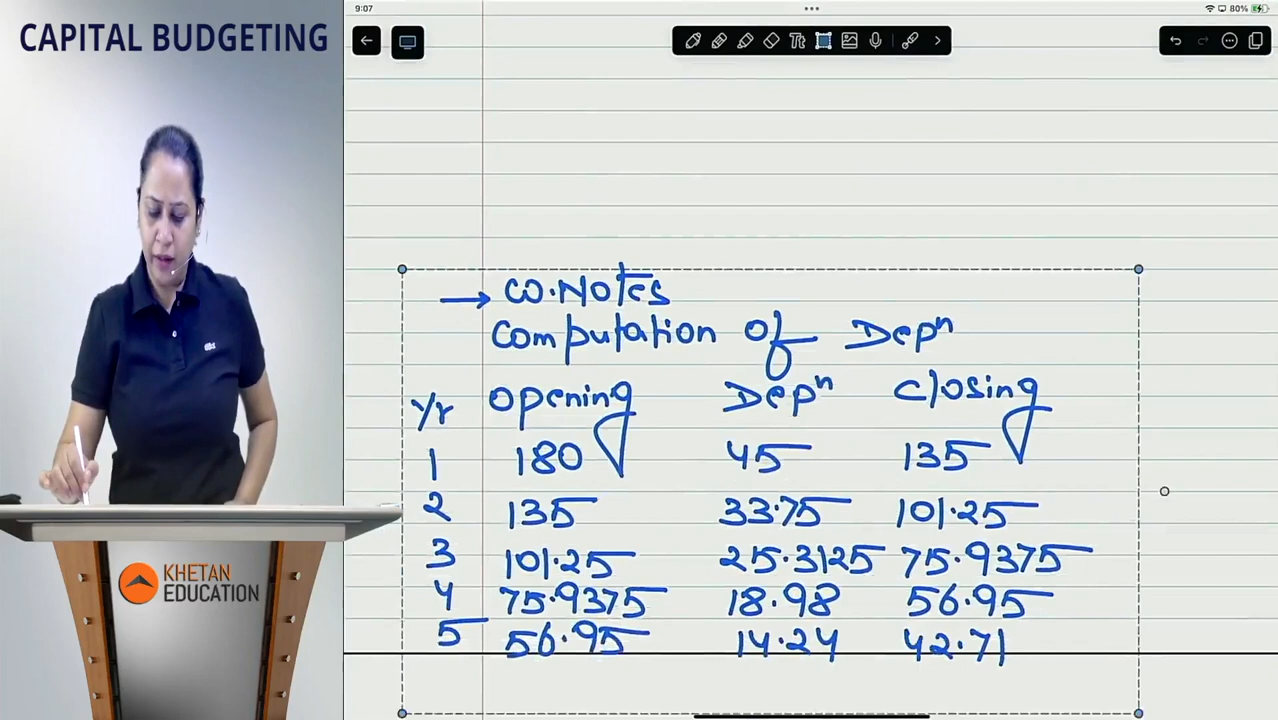 CAPITAL BUDGETING
9:07
80%
→ CO.Notes
Computation of Depⁿ
Yr Opening Depⁿ Closing
1 180 45 135
2 135 33.75 101.25
3 101.25 25.3125 75.9375
4 75.9375 18.98 56.95
5 56.95 14.24 42.71
KHETAN
EDUCATION